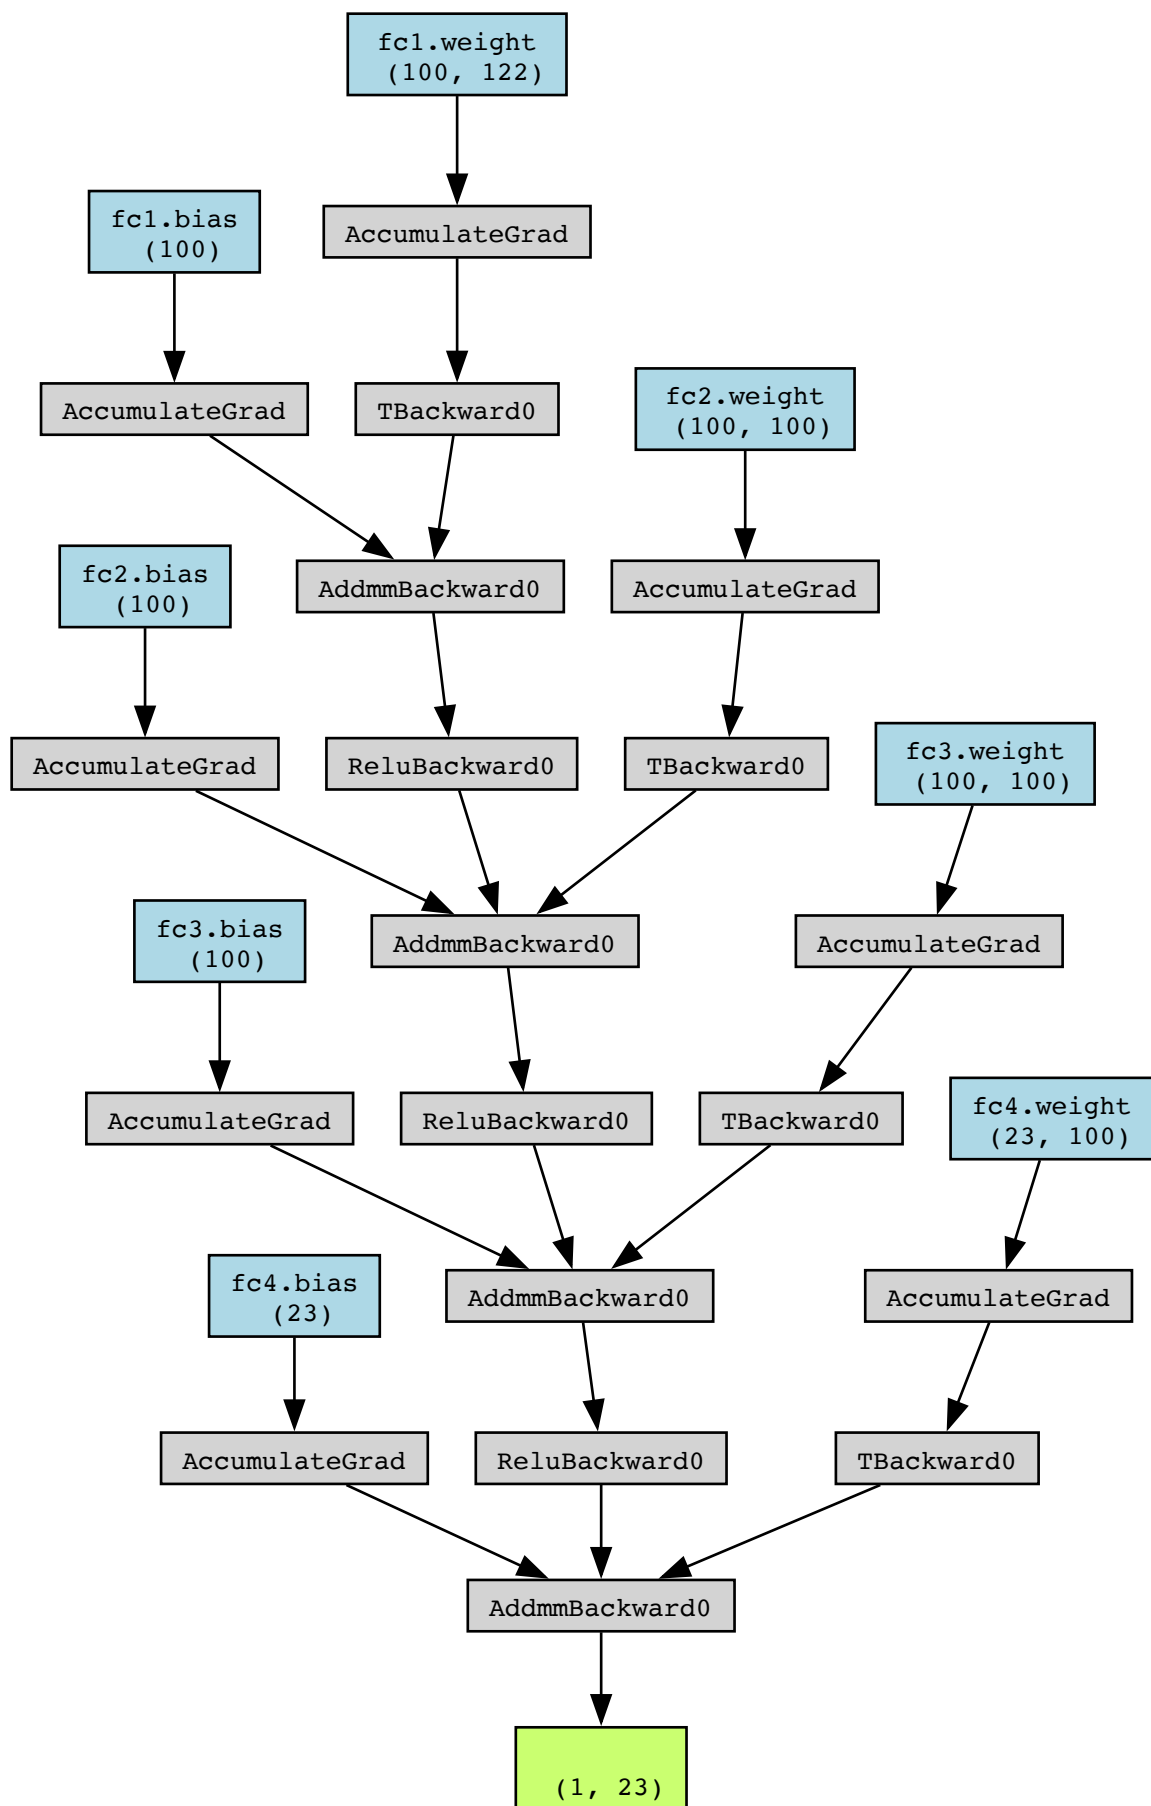 fc1.weight
(100, 122)
fc1.bias
(100)
AccumulateGrad
AccumulateGrad
TBackward0
fc2.weight
(100, 100)
fc2.bias
(100)
AddmmBackward0
AccumulateGrad
AccumulateGrad
ReluBackward0
TBackward0
fc3.weight
(100, 100)
fc3.bias
(100)
AddmmBackward0
AccumulateGrad
AccumulateGrad
ReluBackward0
TBackward0
fc4.weight
(23, 100)
fc4.bias
(23)
AddmmBackward0
AccumulateGrad
AccumulateGrad
ReluBackward0
TBackward0
AddmmBackward0
(1, 23)